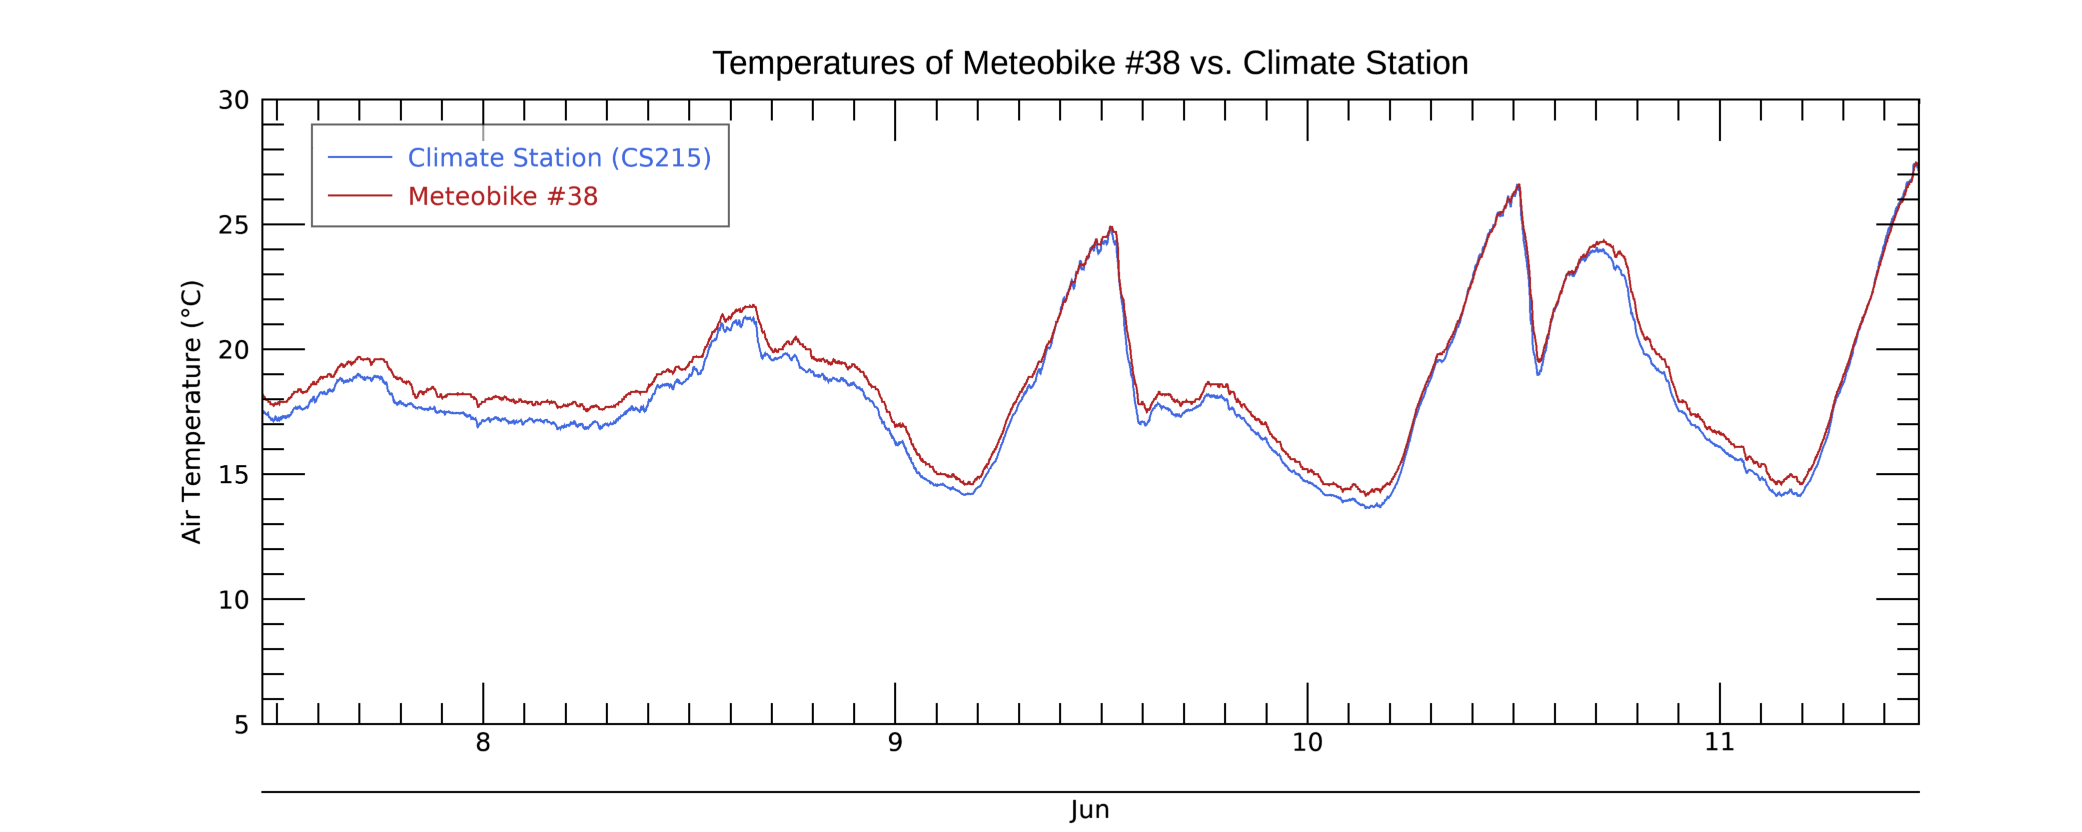 Temperatures of Meteobike #38 vs. Climate Station
30
25
20
15
10
5
Air Temperature (°C)
Climate Station (CS215)
Meteobike #38
8 9 10 11
Jun